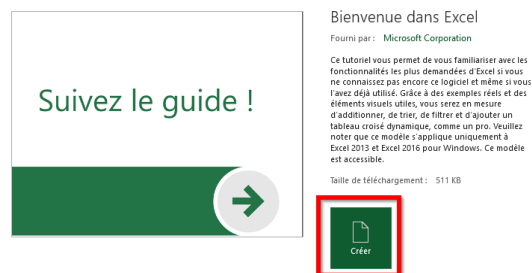 Suivez le guide !
Bienvenue dans Excel
Fourni par : Microsoft Corporation
Ce tutoriel vous permet de vous familiariser avec les
fonctionnalités les plus demandées d'Excel si vous
ne connaissez pas encore ce logiciel et même si vous
l'avez déjà utilisé. Grâce à des exemples réels et des
éléments visuels utiles, vous serez en mesure
d'additionner, de trier, de filtrer et d'ajouter un
tableau croisé dynamique, comme un pro. Veuillez
noter que ce modèle s'applique uniquement à
Excel 2013 et Excel 2016 pour Windows. Ce modèle
est accessible.
Taille de téléchargement : 511 KB
Créer